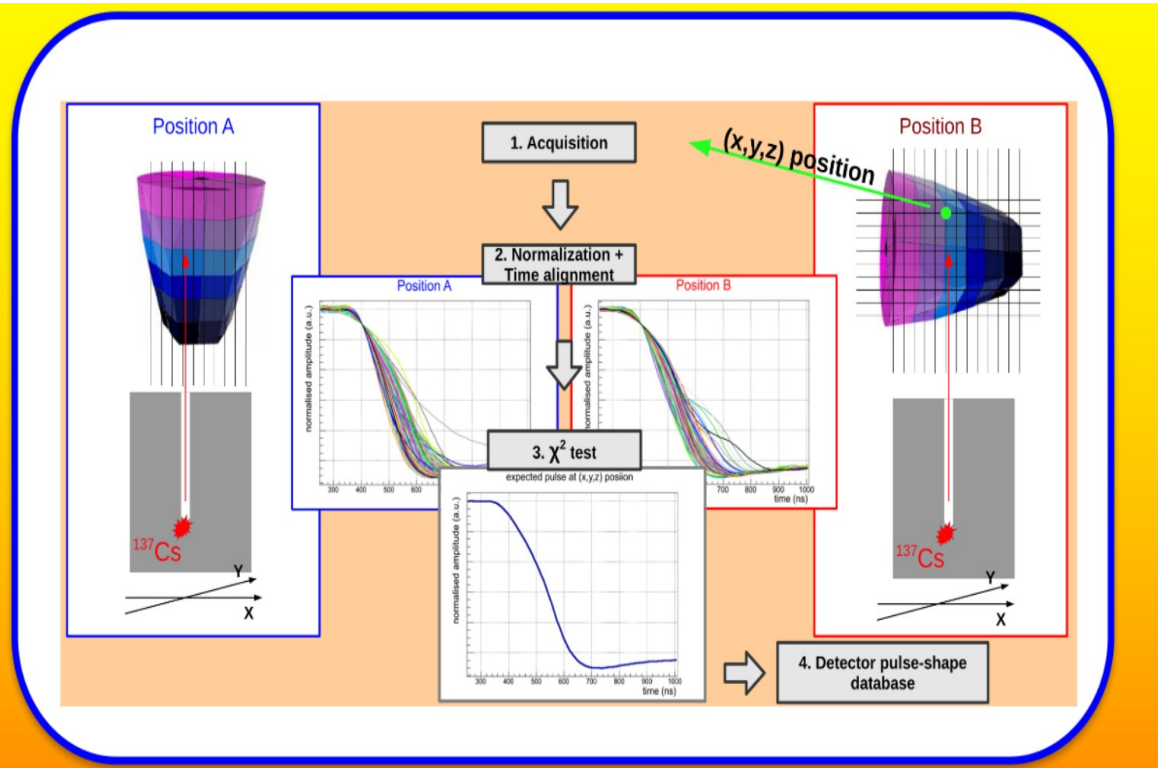 Position A
1. Acquisition
Position B
(x,y,z) position
2. Normalization +
Time alignment
Position A
normalised amplitude (a.u.)
300 400 500 600
Position B
normalised amplitude (a.u.)
700 800 900 1000
time (ns)
3. χ² test
expected pulse at (x,y,z) posiion
normalised amplitude (a.u.)
300 400 500 600 700 800 900 1000
time (ns)
¹³⁷Cs
Y
X
¹³⁷Cs
Y
X
4. Detector pulse-shape
database